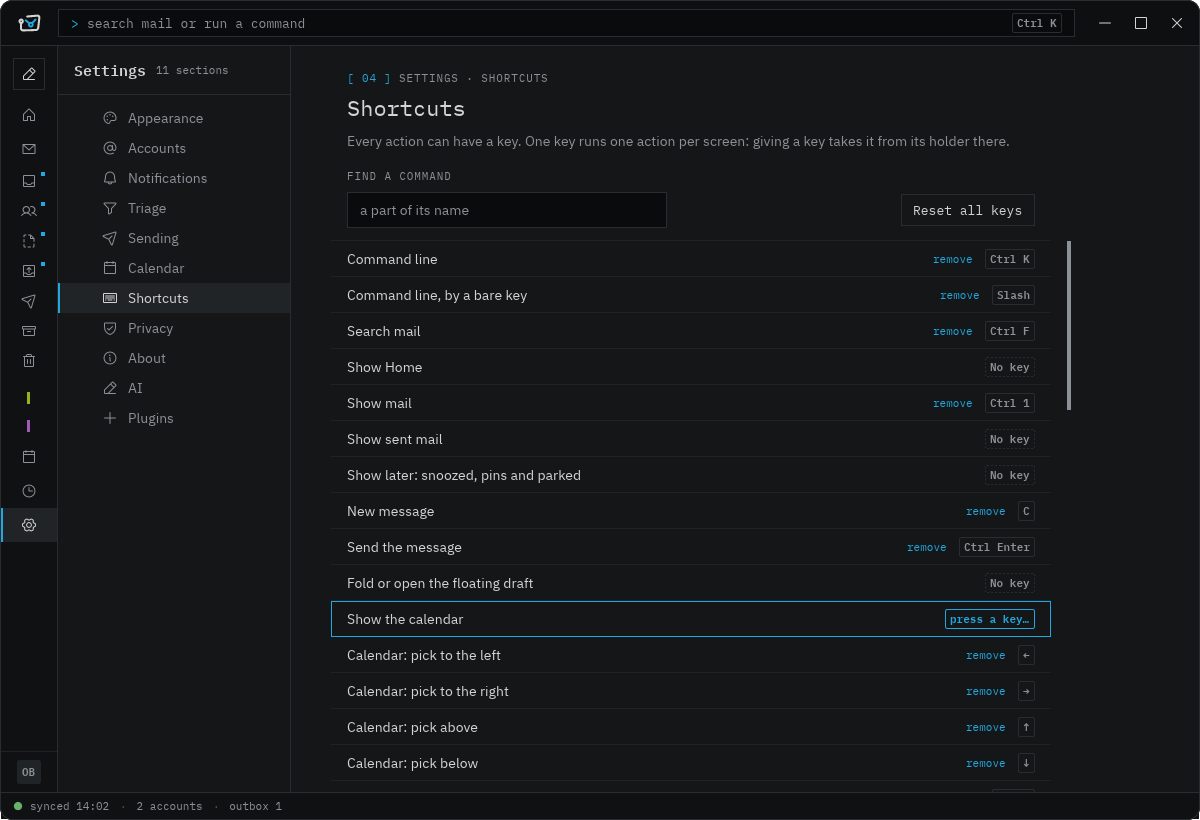 > search mail or run a command Ctrl K
Settings 11 sections
Appearance
Accounts
Notifications
Triage
Sending
Calendar
Shortcuts
Privacy
About
AI
Plugins
OB
[ 04 ] SETTINGS · SHORTCUTS
Shortcuts
Every action can have a key. One key runs one action per screen: giving a key takes it from its holder there.
FIND A COMMAND
a part of its name
Reset all keys
Command line remove Ctrl K
Command line, by a bare key remove Slash
Search mail remove Ctrl F
Show Home No key
Show mail remove Ctrl 1
Show sent mail No key
Show later: snoozed, pins and parked No key
New message remove C
Send the message remove Ctrl Enter
Fold or open the floating draft No key
Show the calendar press a key…
Calendar: pick to the left remove ←
Calendar: pick to the right remove →
Calendar: pick above remove ↑
Calendar: pick below remove ↓
synced 14:02 · 2 accounts · outbox 1